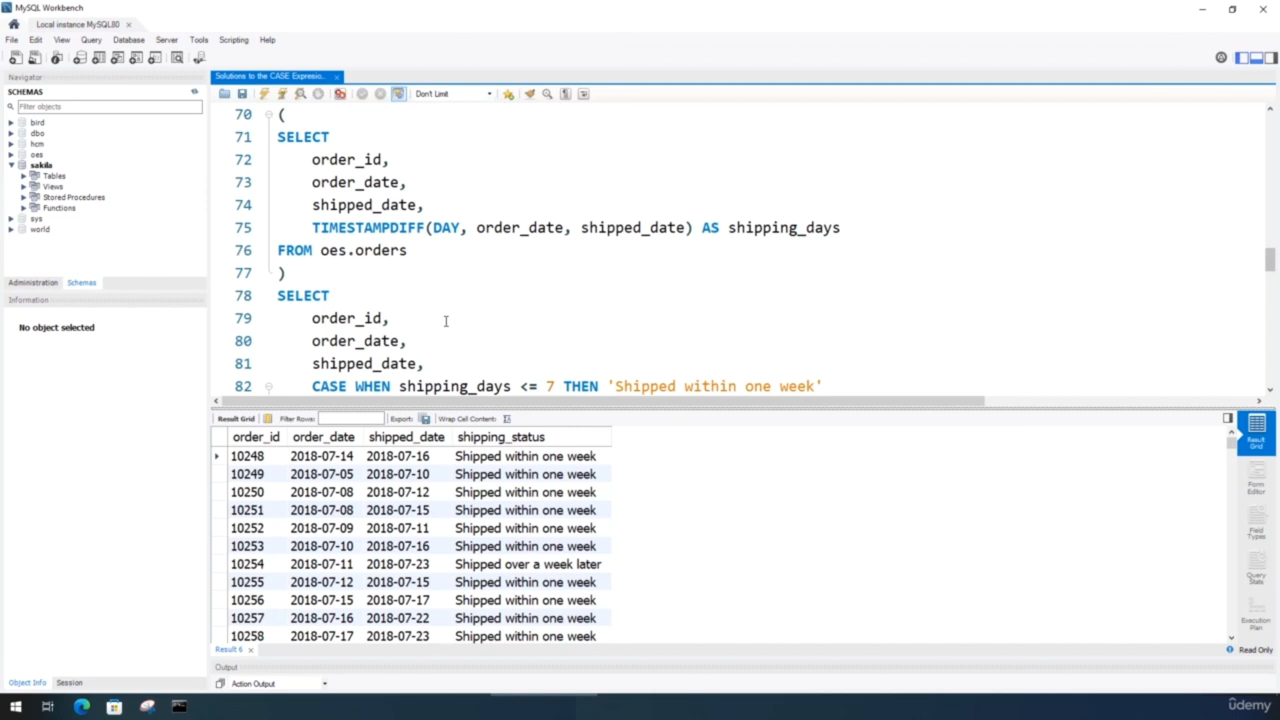 MySQL Workbench
Local instance MySQL80 ×
File Edit View Query Database Server Tools Scripting Help
Navigator
SCHEMAS
Filter objects
bird
dbo
hcm
oes
sakila
Tables
Views
Stored Procedures
Functions
sys
world
Administration Schemas
Information
No object selected
Object Info Session
Solutions to the CASE Expressio... ×
Don't Limit
70 (
71 SELECT
72 order_id,
73 order_date,
74 shipped_date,
75 TIMESTAMPDIFF(DAY, order_date, shipped_date) AS shipping_days
76 FROM oes.orders
77 )
78 SELECT
79 order_id,
80 order_date,
81 shipped_date,
82 CASE WHEN shipping_days <= 7 THEN 'Shipped within one week'
Result Grid Filter Rows: Export: Wrap Cell Content:
order_id order_date shipped_date shipping_status
10248 2018-07-14 2018-07-16 Shipped within one week
10249 2018-07-05 2018-07-10 Shipped within one week
10250 2018-07-08 2018-07-12 Shipped within one week
10251 2018-07-08 2018-07-15 Shipped within one week
10252 2018-07-09 2018-07-11 Shipped within one week
10253 2018-07-10 2018-07-16 Shipped within one week
10254 2018-07-11 2018-07-23 Shipped over a week later
10255 2018-07-12 2018-07-15 Shipped within one week
10256 2018-07-15 2018-07-17 Shipped within one week
10257 2018-07-16 2018-07-22 Shipped within one week
10258 2018-07-17 2018-07-23 Shipped within one week
Result 6 ×
Output
Action Output
Result
Grid
Form
Editor
Field
Types
Query
Stats
Execution
Plan
Read Only
ûdemy